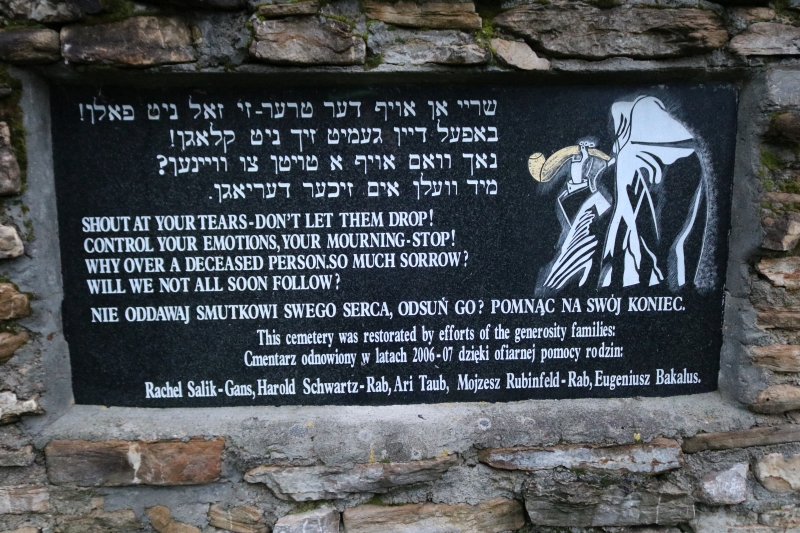 שריי אן אויף דער טרער-זי זאל ניט פאלן!
באפעל דיין געמיט זיך ניט קלאגן!
נאך וואם אויף א טויטן צו וויינען?
מיד וועלן אים זיכער דעריאגן.
SHOUT AT YOUR TEARS-DON'T LET THEM DROP!
CONTROL YOUR EMOTIONS,YOUR MOURNING-STOP!
WHY OVER A DECEASED PERSON.SO MUCH SORROW?
WILL WE NOT ALL SOON FOLLOW?
NIE ODDAWAJ SMUTKOWI SWEGO SERCA, ODSUŃ GO? POMNĄC NA SWÓJ KONIEC.
This cemetery was restorated by efforts of the generosity families:
Cmentarz odnowiony w latach 2006-07 dzięki ofiarnej pomocy rodzin:
Rachel Salik-Gans, Harold Schwartz-Rab, Ari Taub, Mojzesz Rubinfeld-Rab, Eugeniusz Bakalus.